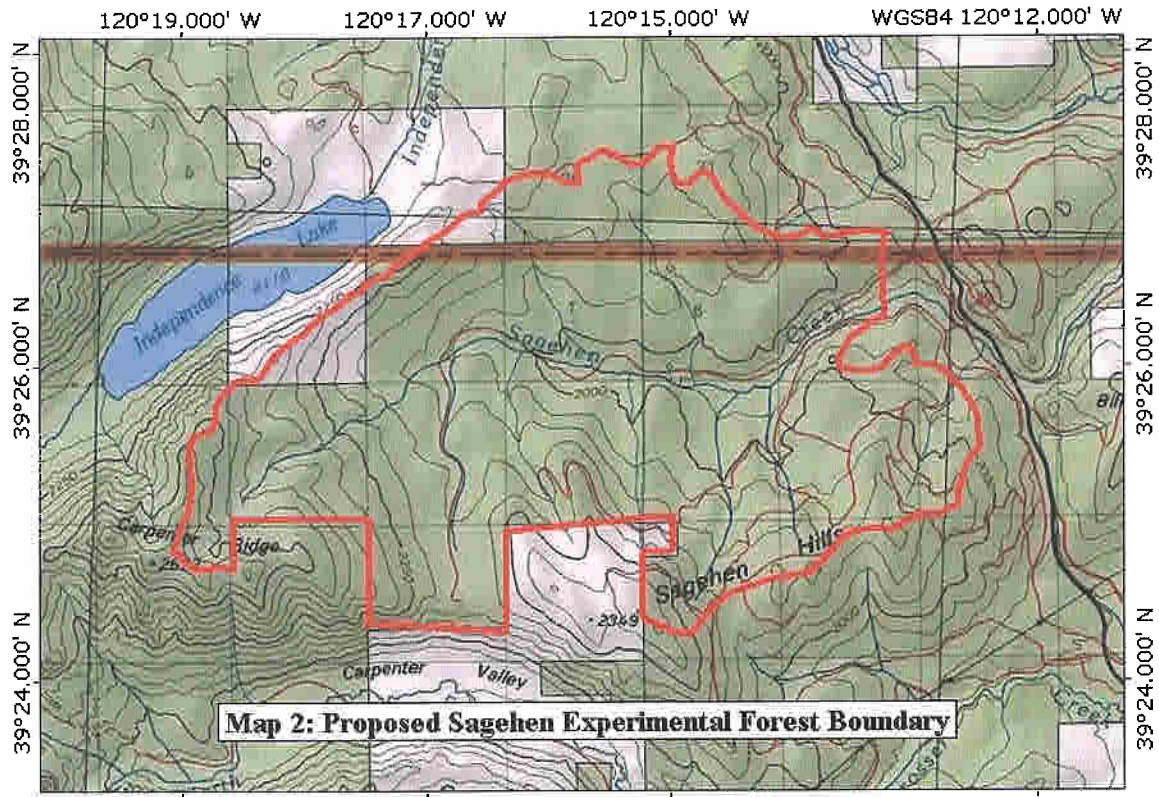 120°19.000' W 120°17.000' W 120°15.000' W WGS84 120°12.000' W
39°28.000' N
39°28.000' N
Lake
Independence
39°26.000' N
39°26.000' N
Sagehen
Creek
2000
Carpenter
Ridge
Sagehen
Hills
2349
39°24.000' N
39°24.000' N
Carpenter Valley
Map 2: Proposed Sagehen Experimental Forest Boundary